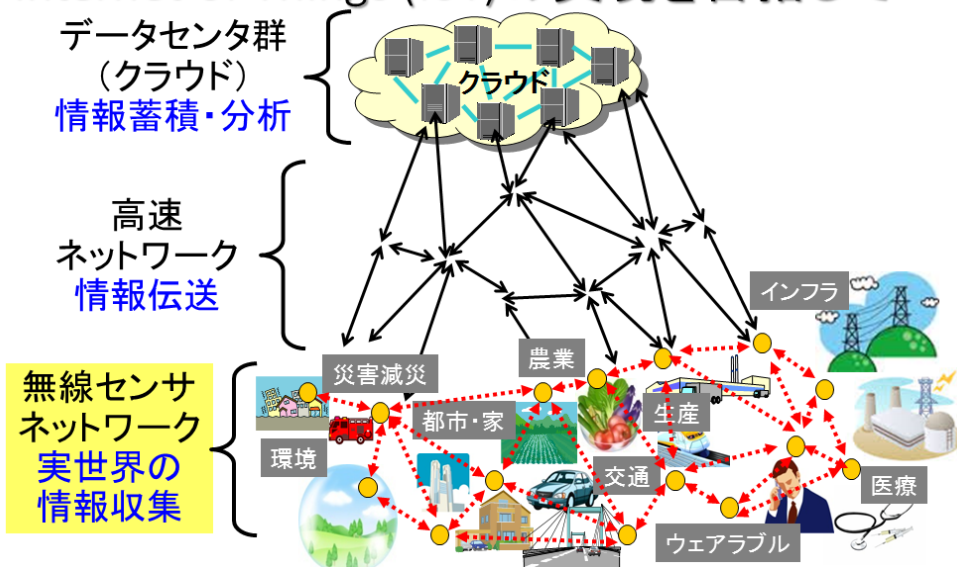 データセンタ群
（クラウド）
情報蓄積・分析
クラウド
高速
ネットワーク
情報伝送
インフラ
農業
災害減災
無線センサ
ネットワーク
実世界の
情報収集
都市・家
生産
環境
交通
医療
ウェアラブル